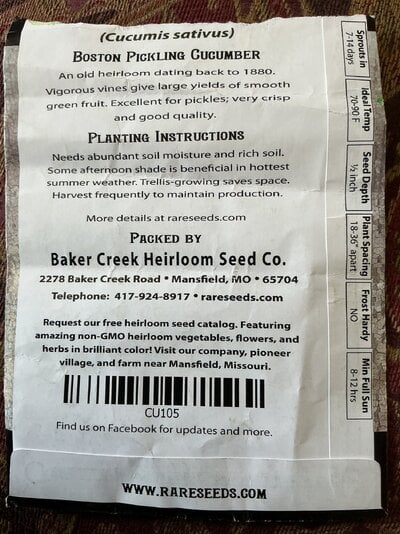 (Cucumis sativus)
BOSTON PICKLING CUCUMBER
An old heirloom dating back to 1880.
Vigorous vines give large yields of smooth
green fruit. Excellent for pickles; very crisp
and good quality.
PLANTING INSTRUCTIONS
Needs abundant soil moisture and rich soil.
Some afternoon shade is beneficial in hottest
summer weather. Trellis-growing saves space.
Harvest frequently to maintain production.
More details at rareseeds.com
PACKED BY
Baker Creek Heirloom Seed Co.
2278 Baker Creek Road • Mansfield, MO • 65704
Telephone: 417-924-8917 • rareseeds.com
Request our free heirloom seed catalog. Featuring
amazing non-GMO heirloom vegetables, flowers, and
herbs in brilliant color! Visit our company, pioneer
village, and farm near Mansfield, Missouri.
CU105
Find us on Facebook for updates and more.
WWW.RARESEEDS.COM
Sprouts in
7-14 days
Ideal Temp
70-90 F
Seed Depth
½ inch
Plant Spacing
18-36" apart
Frost Hardy
NO
Min Full Sun
8-12 hrs